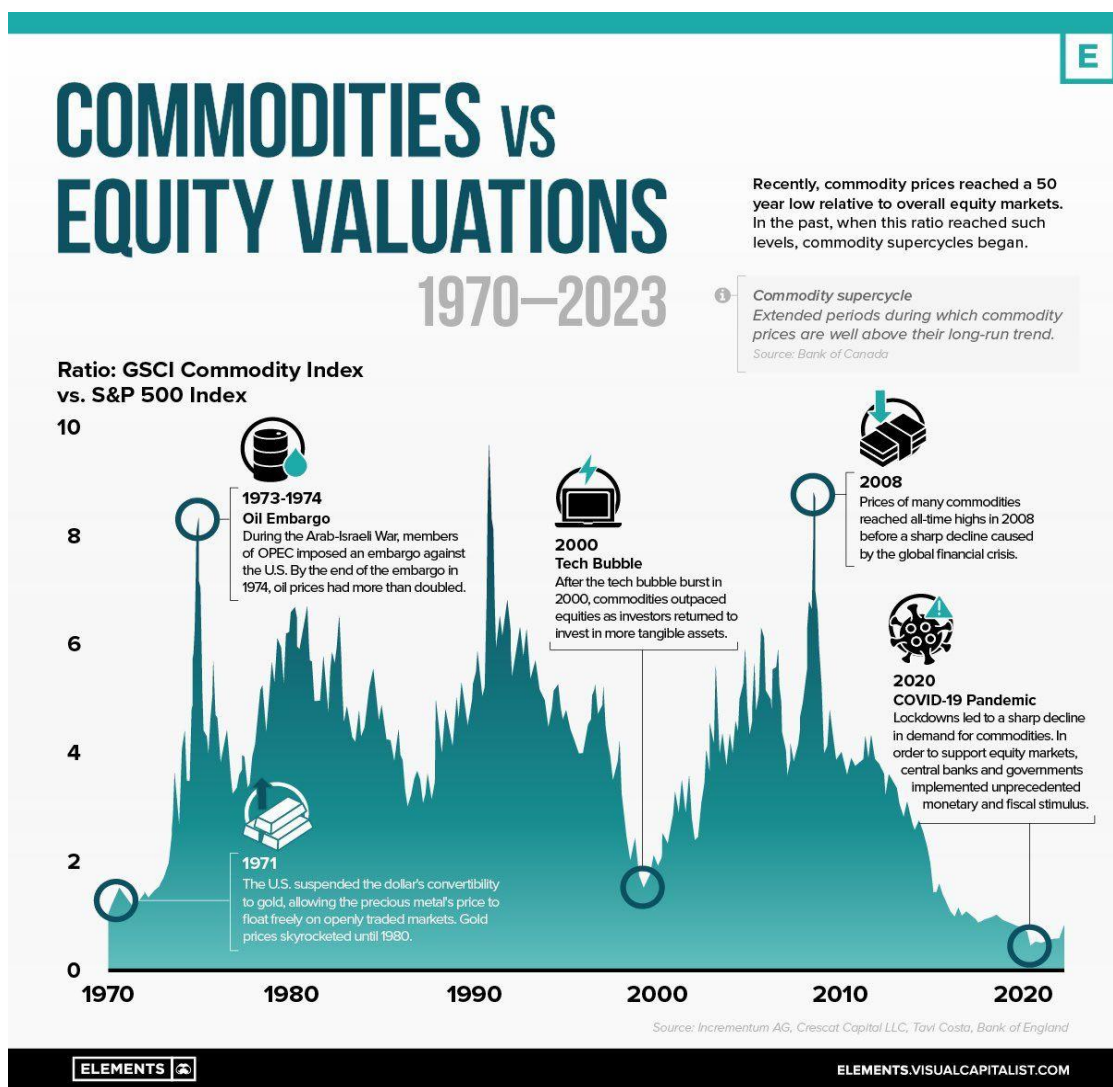 E
COMMODITIES VS
EQUITY VALUATIONS
1970—2023
Recently, commodity prices reached a 50
year low relative to overall equity markets.
In the past, when this ratio reached such
levels, commodity supercycles began.
Commodity supercycle
Extended periods during which commodity
prices are well above their long-run trend.
Source: Bank of Canada
Ratio: GSCI Commodity Index
vs. S&P 500 Index
10
8
6
4
2
0
1973-1974
Oil Embargo
During the Arab-Israeli War, members
of OPEC imposed an embargo against
the U.S. By the end of the embargo in
1974, oil prices had more than doubled.
1971
The U.S. suspended the dollar's convertibility
to gold, allowing the precious metal's price to
float freely on openly traded markets. Gold
prices skyrocketed until 1980.
2000
Tech Bubble
After the tech bubble burst in
2000, commodities outpaced
equities as investors returned to
invest in more tangible assets.
2008
Prices of many commodities
reached all-time highs in 2008
before a sharp decline caused
by the global financial crisis.
2020
COVID-19 Pandemic
Lockdowns led to a sharp decline
in demand for commodities. In
order to support equity markets,
central banks and governments
implemented unprecedented
monetary and fiscal stimulus.
1970 1980 1990 2000 2010 2020
Source: Incrementum AG, Crescat Capital LLC, Tavi Costa, Bank of England
ELEMENTS
ELEMENTS.VISUALCAPITALIST.COM